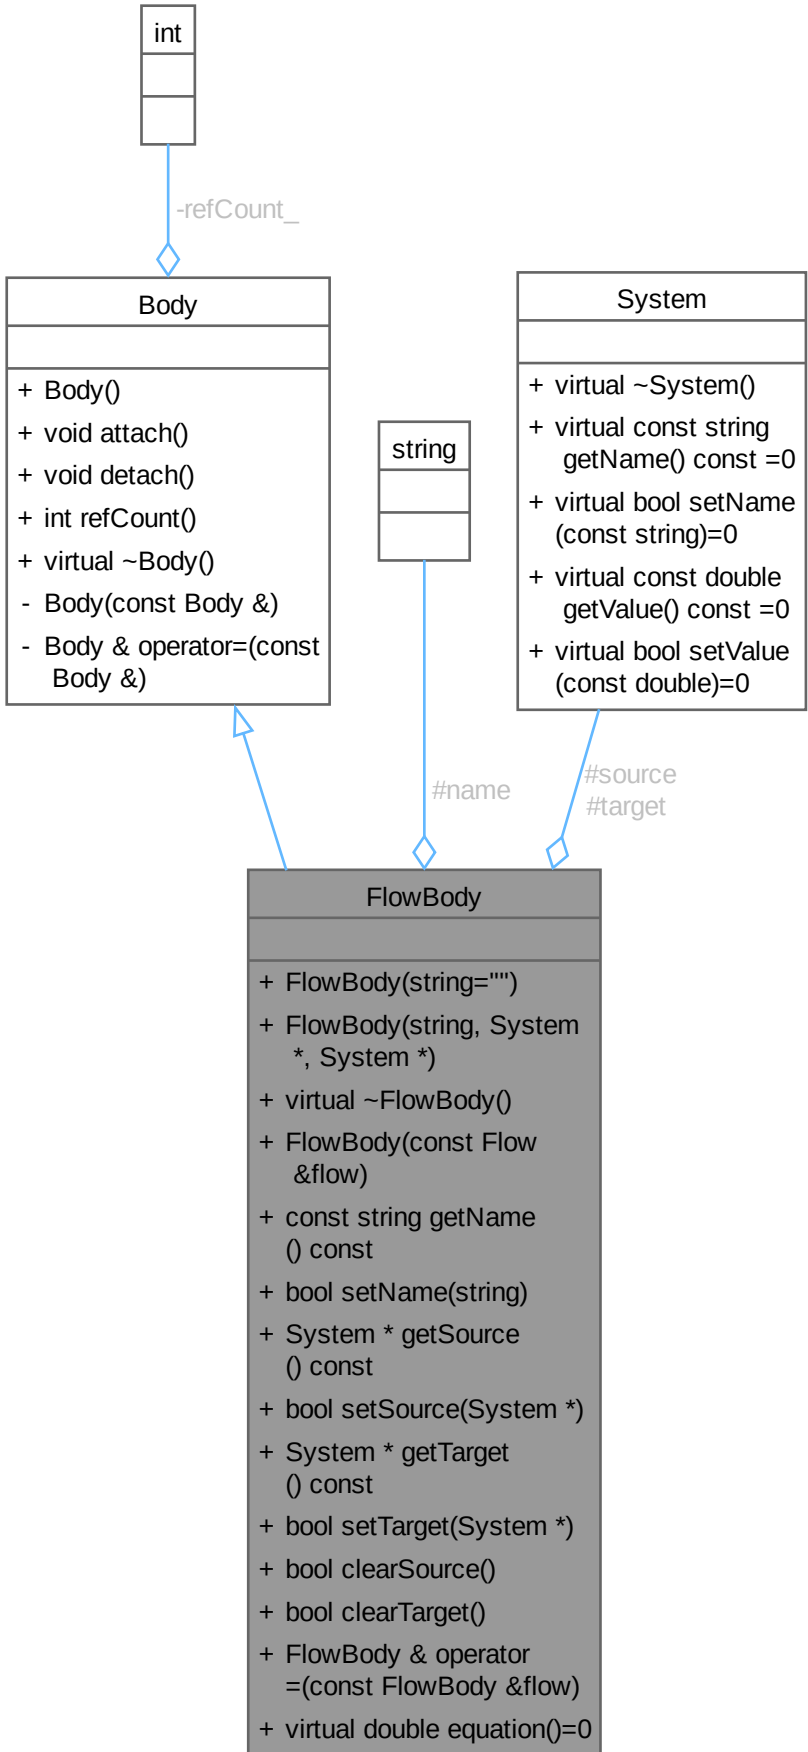 int
-refCount_
Body
+ Body()
+ void attach()
+ void detach()
+ int refCount()
+ virtual ~Body()
- Body(const Body &)
- Body & operator=(const
Body &)
string
System
+ virtual ~System()
+ virtual const string
getName() const =0
+ virtual bool setName
(const string)=0
+ virtual const double
getValue() const =0
+ virtual bool setValue
(const double)=0
#name
#source
#target
FlowBody
+ FlowBody(string="")
+ FlowBody(string, System
*, System *)
+ virtual ~FlowBody()
+ FlowBody(const Flow
&flow)
+ const string getName
() const
+ bool setName(string)
+ System * getSource
() const
+ bool setSource(System *)
+ System * getTarget
() const
+ bool setTarget(System *)
+ bool clearSource()
+ bool clearTarget()
+ FlowBody & operator
=(const FlowBody &flow)
+ virtual double equation()=0